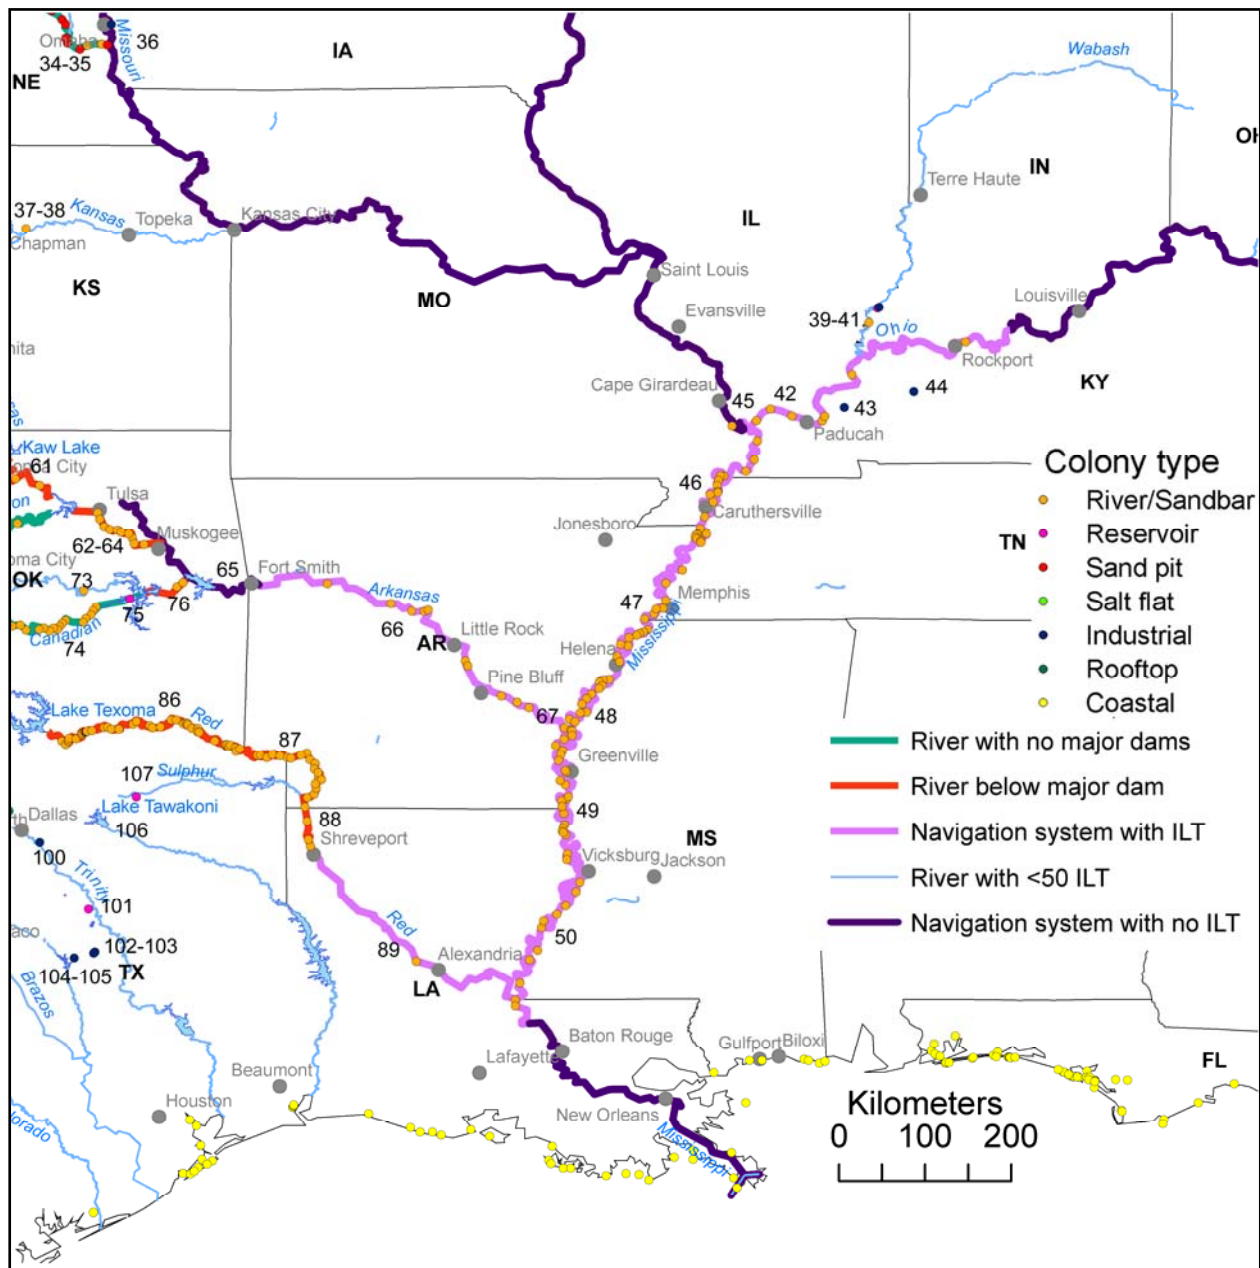 Omaha
34-35
Missouri
36
IA
NE
Wabash
OH
IN
Terre Haute
IL
37-38
Kansas
Chapman
Topeka
Kansas City
KS
MO
Saint Louis
Evansville
Louisville
39-41
Ohio
Rockport
KY
Cape Girardeau
45
42
43
44
Paducah
Kaw Lake
61
Tulsa
Muskogee
62-64
OK
73
65
Fort Smith
75
76
Canadian
74
46
Caruthersville
Jonesboro
TN
Arkansas
66
AR
Little Rock
Pine Bluff
47
Memphis
Mississippi
Helena
67
48
Greenville
49
MS
Vicksburg
Jackson
50
86
Lake Texoma
Red
87
107
Sulphur
Lake Tawakoni
106
88
Shreveport
Dallas
100
Trinity
101
102-103
104-105
TX
Brazos
Red
89
Alexandria
LA
Baton Rouge
Lafayette
Beaumont
Houston
New Orleans
Mississippi
Gulfport
Biloxi
FL
Colony type
River/Sandbar
Reservoir
Sand pit
Salt flat
Industrial
Rooftop
Coastal
River with no major dams
River below major dam
Navigation system with ILT
River with <50 ILT
Navigation system with no ILT
Kilometers
0 100 200